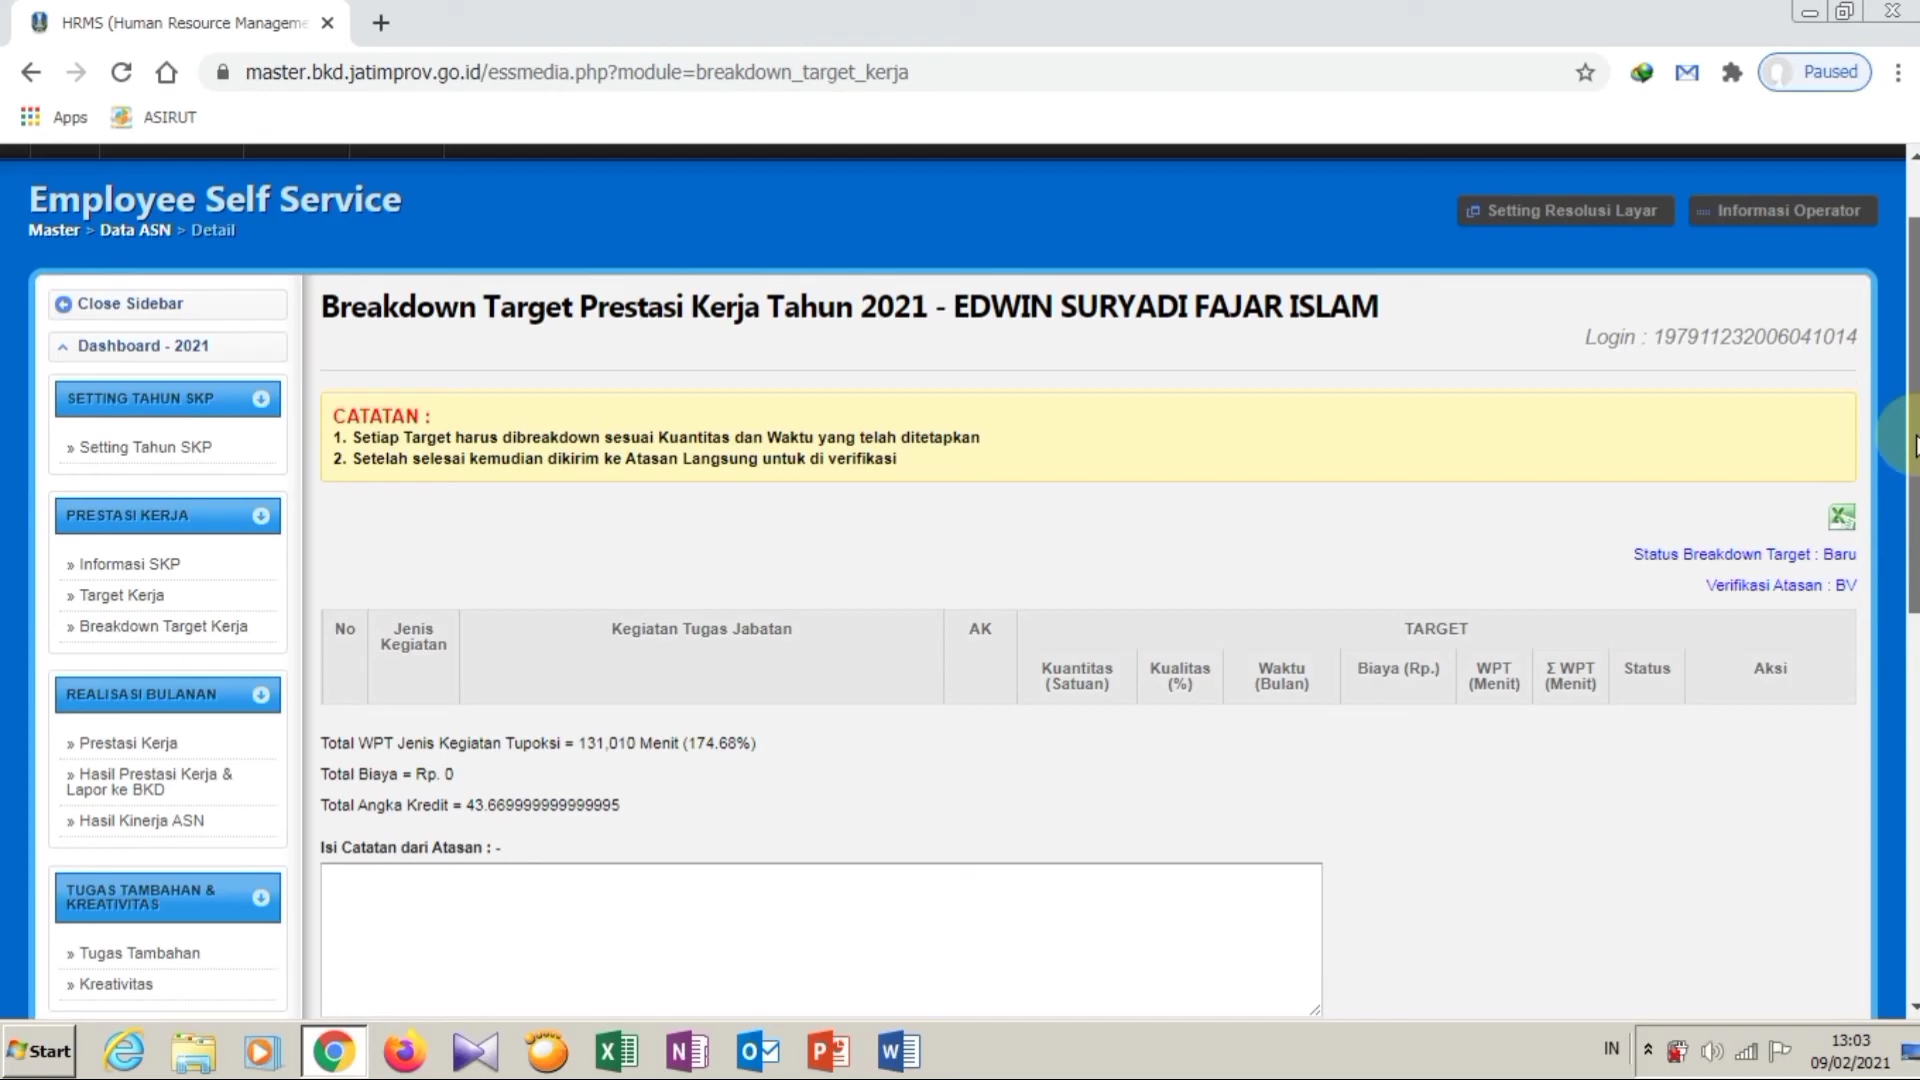 HRMS (Human Resource Manageme
master.bkd.jatimprov.go.id/essmedia.php?module=breakdown_target_kerja
Paused
Apps
ASIRUT
Employee Self Service
Master > Data ASN > Detail
Setting Resolusi Layar
Informasi Operator
Close Sidebar
Dashboard - 2021
SETTING TAHUN SKP
» Setting Tahun SKP
PRESTASI KERJA
» Informasi SKP
» Target Kerja
» Breakdown Target Kerja
REALISASI BULANAN
» Prestasi Kerja
» Hasil Prestasi Kerja &
Lapor ke BKD
» Hasil Kinerja ASN
TUGAS TAMBAHAN &
KREATIVITAS
» Tugas Tambahan
» Kreativitas
Breakdown Target Prestasi Kerja Tahun 2021 - EDWIN SURYADI FAJAR ISLAM
Login : 197911232006041014
CATATAN :
1. Setiap Target harus dibreakdown sesuai Kuantitas dan Waktu yang telah ditetapkan
2. Setelah selesai kemudian dikirim ke Atasan Langsung untuk di verifikasi
Status Breakdown Target : Baru
Verifikasi Atasan : BV
No
Jenis
Kegiatan
Kegiatan Tugas Jabatan
AK
TARGET
Kuantitas
(Satuan)
Kualitas
(%)
Waktu
(Bulan)
Biaya (Rp.)
WPT
(Menit)
Σ WPT
(Menit)
Status
Aksi
Total WPT Jenis Kegiatan Tupoksi = 131,010 Menit (174.68%)
Total Biaya = Rp. 0
Total Angka Kredit = 43.669999999999995
Isi Catatan dari Atasan : -
Start
IN
13:03
09/02/2021